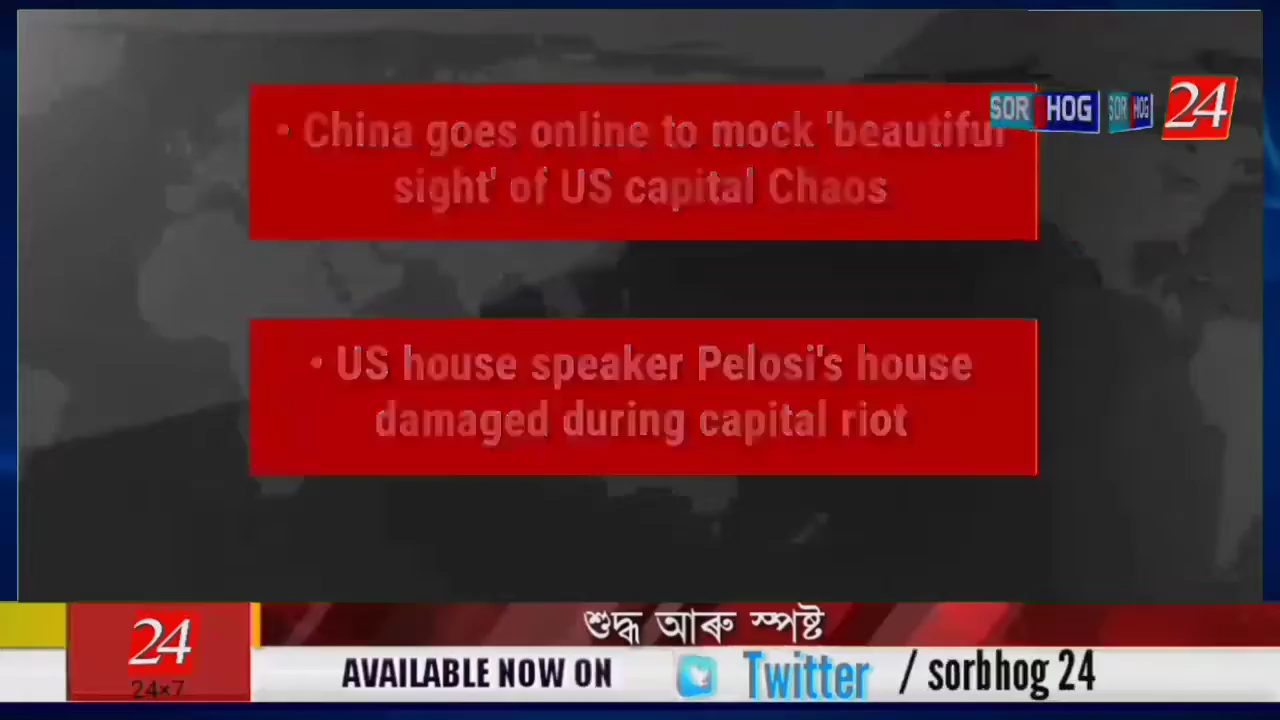 • China goes online to mock 'beautiful
sight' of US capital Chaos
SOR HOG SOR HOG 24
• US house speaker Pelosi's house
damaged during capital riot
শুদ্ধ আৰু স্পষ্ট
24
24×7
AVAILABLE NOW ON Twitter / sorbhog 24